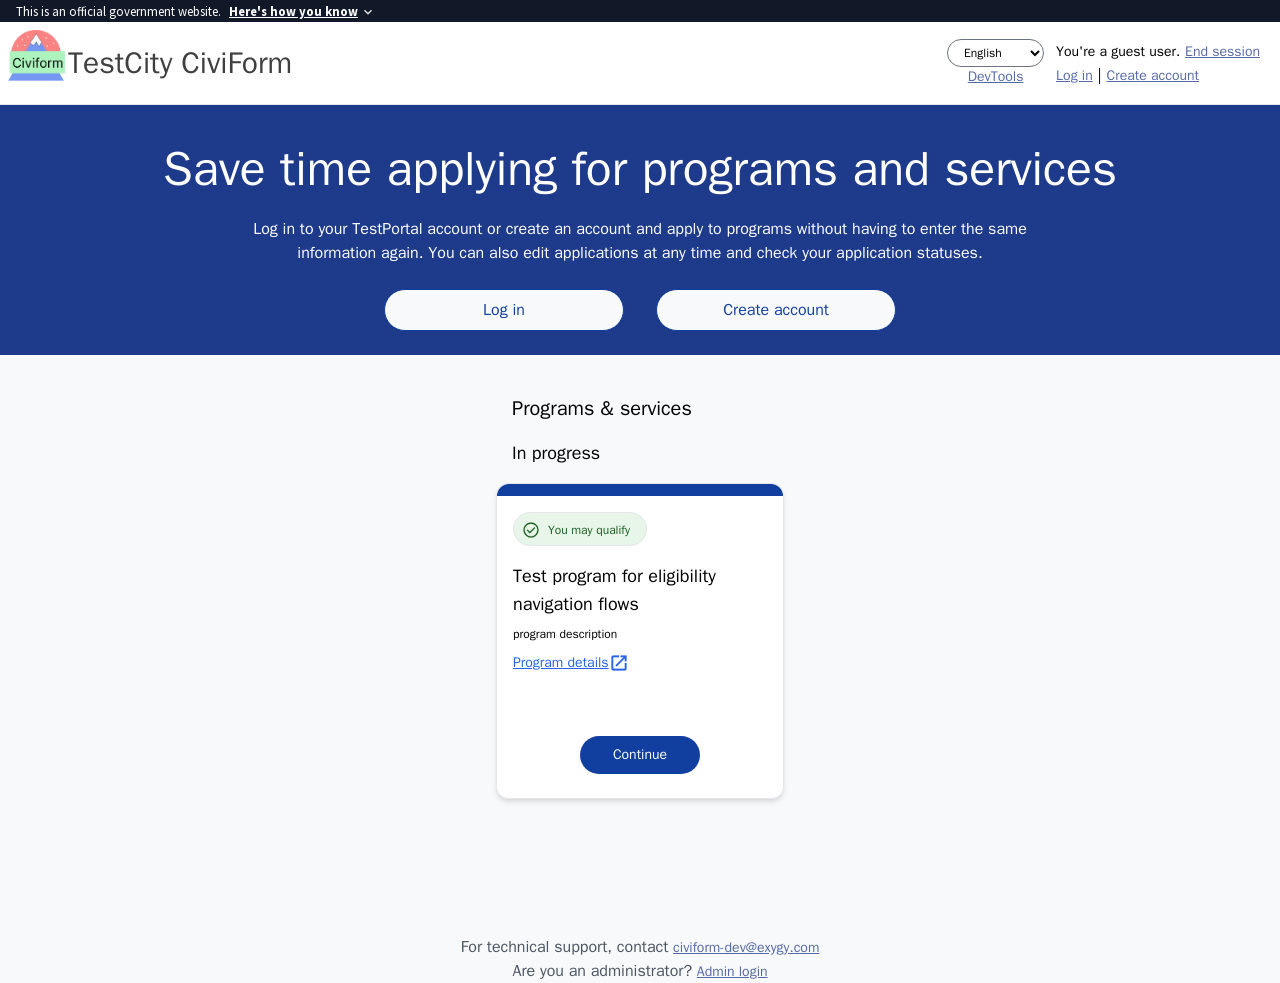 This is an official government website. Here's how you know
Civiform TestCity CiviForm
English
DevTools
You're a guest user. End session
Log in | Create account
Save time applying for programs and services
Log in to your TestPortal account or create an account and apply to programs without having to enter the same
information again. You can also edit applications at any time and check your application statuses.
Log in
Create account
Programs & services
In progress
You may qualify
Test program for eligibility
navigation flows
program description
Program details
Continue
For technical support, contact civiform-dev@exygy.com
Are you an administrator? Admin login